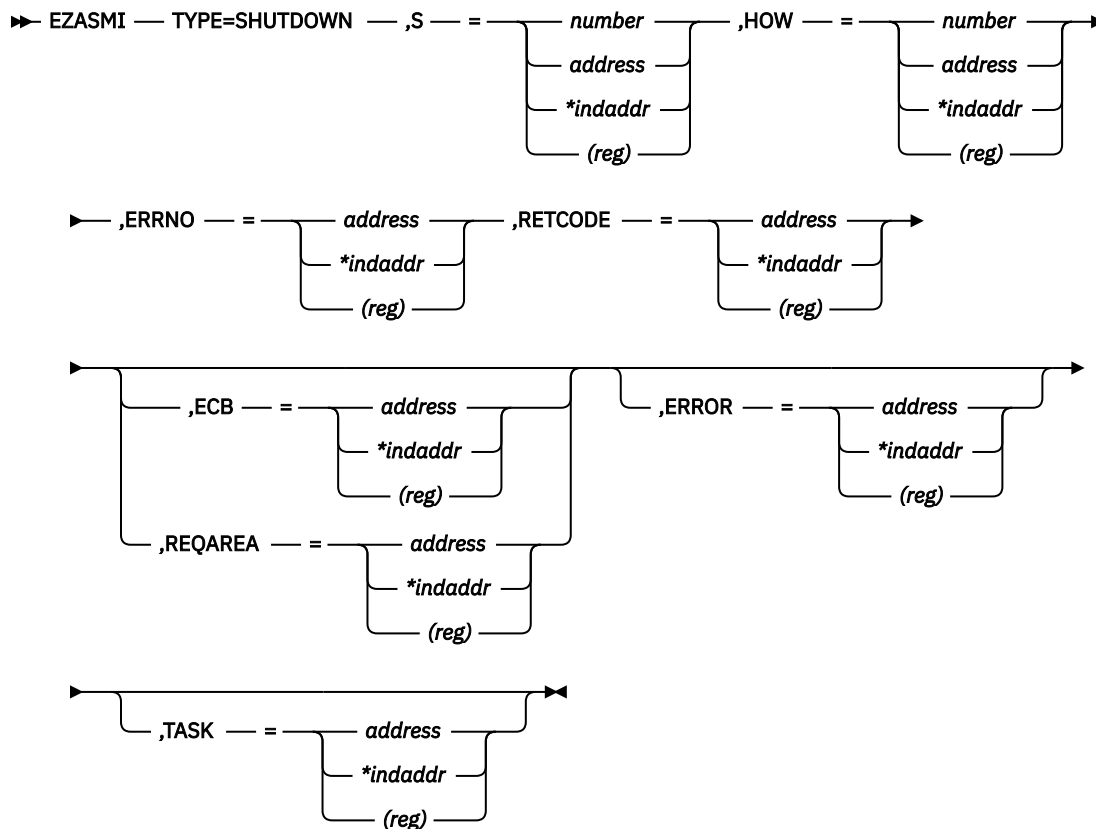 EZASMI TYPE=SHUTDOWN ,S = number ,HOW = number
address address
*indaddr *indaddr
(reg) (reg)
,ERRNO = address ,RETCODE = address
*indaddr *indaddr
(reg) (reg)
,ECB = address ,ERROR = address
*indaddr *indaddr
(reg) (reg)
,REQAREA = address
*indaddr
(reg)
,TASK = address
*indaddr
(reg)